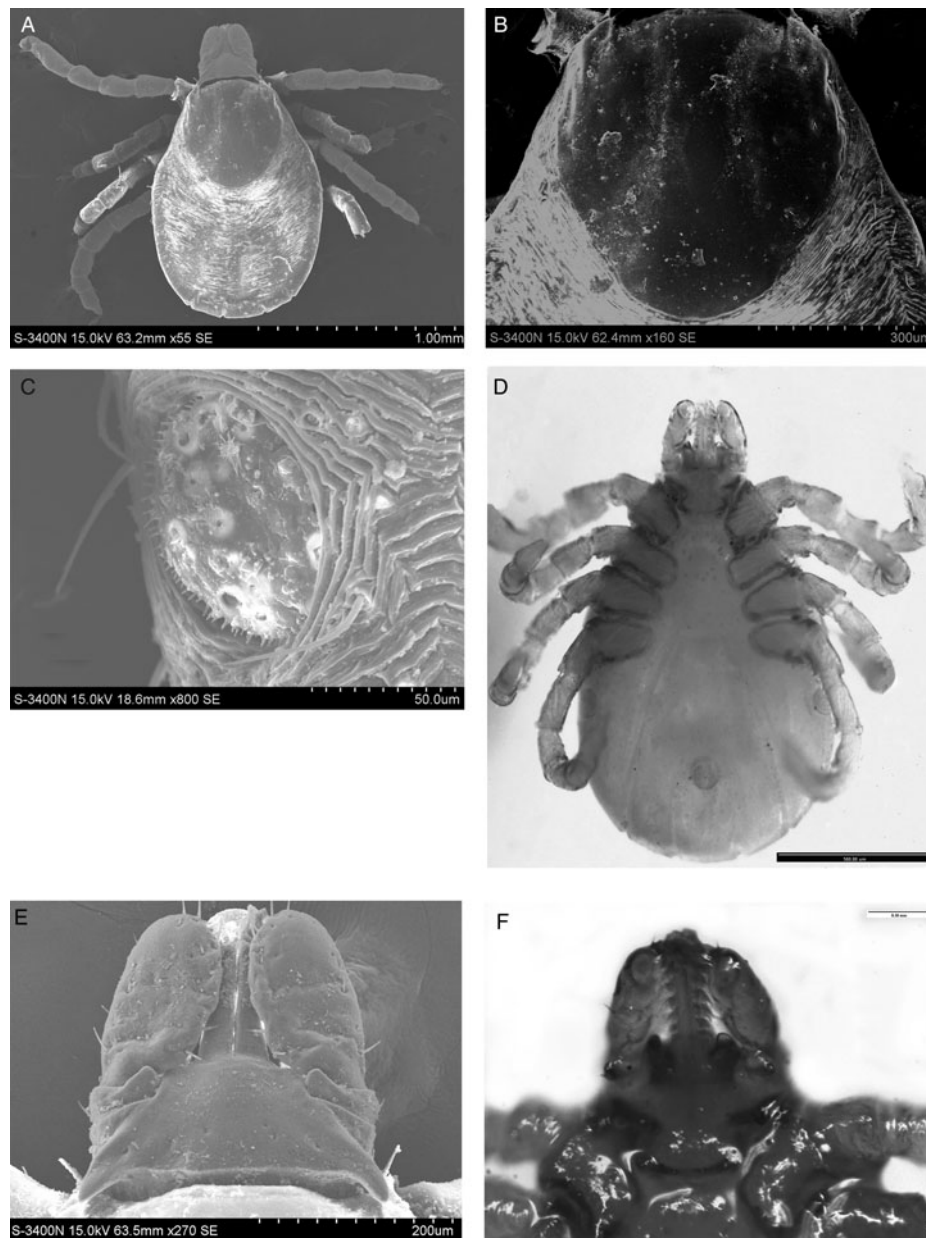 A
S-3400N 15.0kV 63.2mm x55 SE 1.00mm
B
S-3400N 15.0kV 62.4mm x160 SE 300um
C
S-3400N 15.0kV 18.6mm x800 SE 50.0um
D
E
S-3400N 15.0kV 63.5mm x270 SE 200um
F